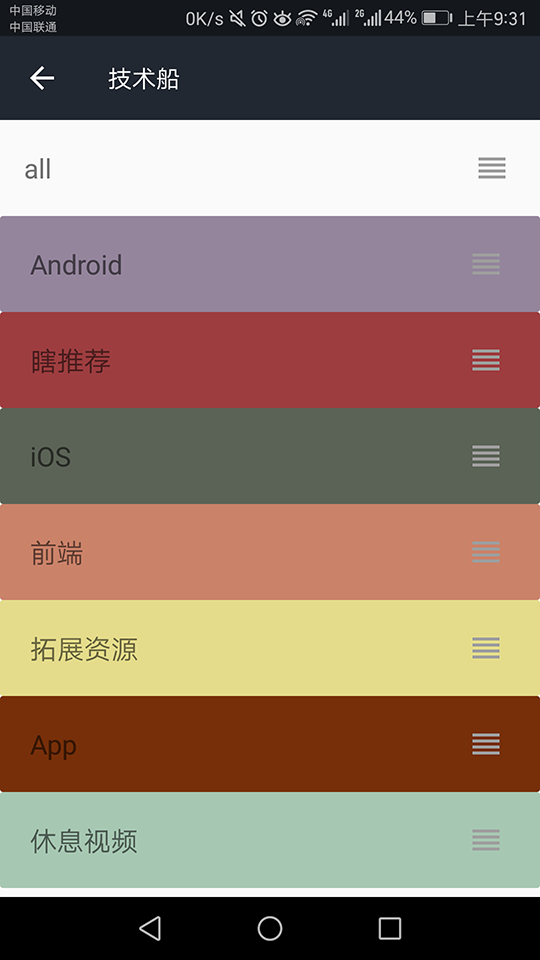 中国移动
中国联通
0K/s 4G 2G 44% 上午9:31
技术船
all
Android
瞎推荐
iOS
前端
拓展资源
App
休息视频